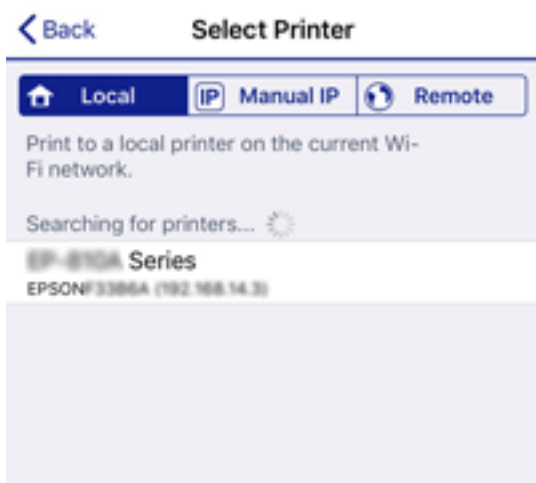 Back
Select Printer
Local
IP Manual IP
Remote
Print to a local printer on the current Wi-
Fi network.
Searching for printers...
Series
EPSON